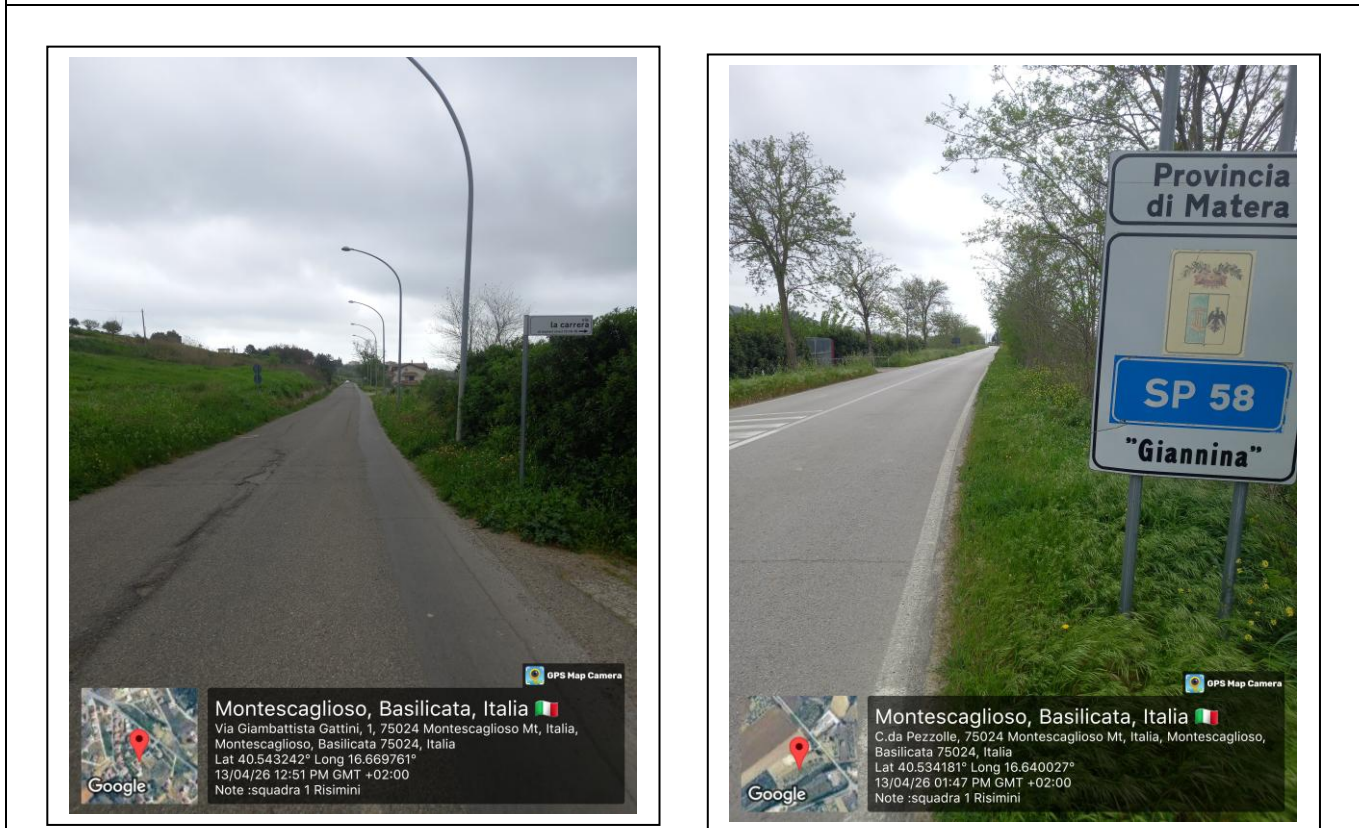 la carrera
GPS Map Camera
Google
Montescaglioso, Basilicata, Italia
Via Giambattista Gattini, 1, 75024 Montescaglioso Mt, Italia,
Montescaglioso, Basilicata 75024, Italia
Lat 40.543242° Long 16.669761°
13/04/26 12:51 PM GMT +02:00
Note :squadra 1 Risimini
Provincia
di Matera
SP 58
"Giannina"
GPS Map Camera
Google
Montescaglioso, Basilicata, Italia
C.da Pezzolle, 75024 Montescaglioso Mt, Italia, Montescaglioso,
Basilicata 75024, Italia
Lat 40.534181° Long 16.640027°
13/04/26 01:47 PM GMT +02:00
Note :squadra 1 Risimini